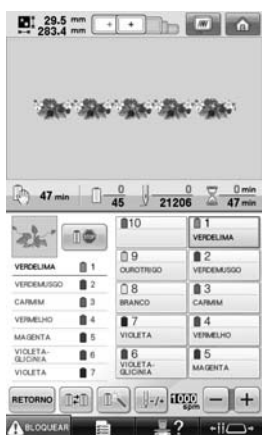 29.5 mm
283.4 mm
47 min
0
45
0
21206
0 min
47 min
VERDELIMA 1
VERDEMUSGO 2
CARMIM 3
VERMELHO 4
MAGENTA 5
VIOLETA-
GLICINIA 6
VIOLETA 7
10
1
VERDELIMA
9
OUROTRIGO
2
VERDEMUSGO
8
BRANCO
3
CARMIM
7
VIOLETA
4
VERMELHO
6
VIOLETA-
GLICINIA
5
MAGENTA
RETORNO
-/+
1000
spm
−
+
BLOQUEAR
?